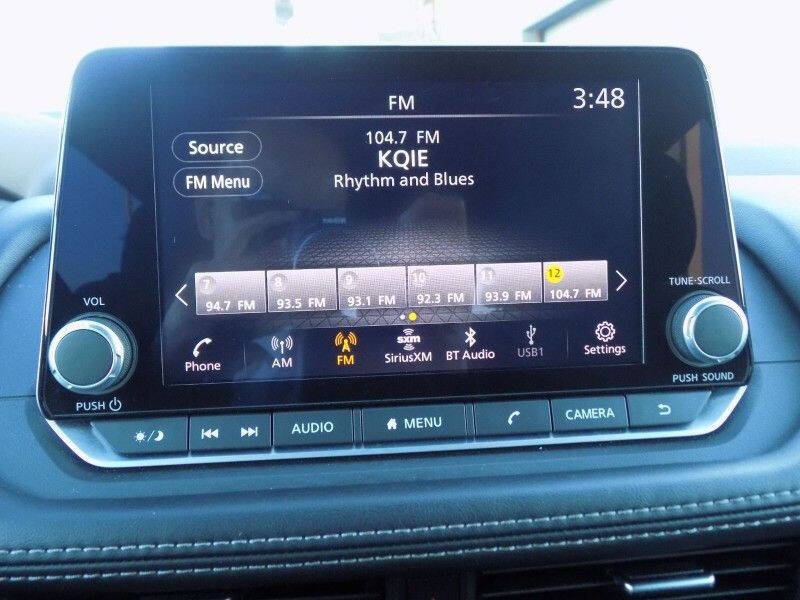 FM 3:48
104.7 FM
Source KQIE
Rhythm and Blues
FM Menu
7 8 9 10 11 12
94.7 FM 93.5 FM 93.1 FM 92.3 FM 93.9 FM 104.7 FM
VOL
TUNE·SCROLL
Phone AM FM sxm SiriusXM BT Audio USB1 Settings
PUSH
PUSH SOUND
AUDIO MENU CAMERA